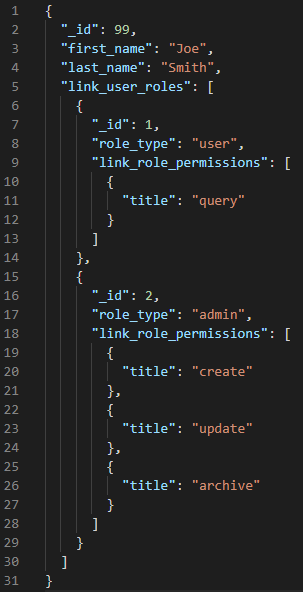 1 {
2   "_id": 99,
3   "first_name": "Joe",
4   "last_name": "Smith",
5   "link_user_roles": [
6     {
7       "_id": 1,
8       "role_type": "user",
9       "link_role_permissions": [
10         {
11           "title": "query"
12         }
13       ]
14     },
15     {
16       "_id": 2,
17       "role_type": "admin",
18       "link_role_permissions": [
19         {
20           "title": "create"
21         },
22         {
23           "title": "update"
24         },
25         {
26           "title": "archive"
27         }
28       ]
29     }
30   ]
31 }